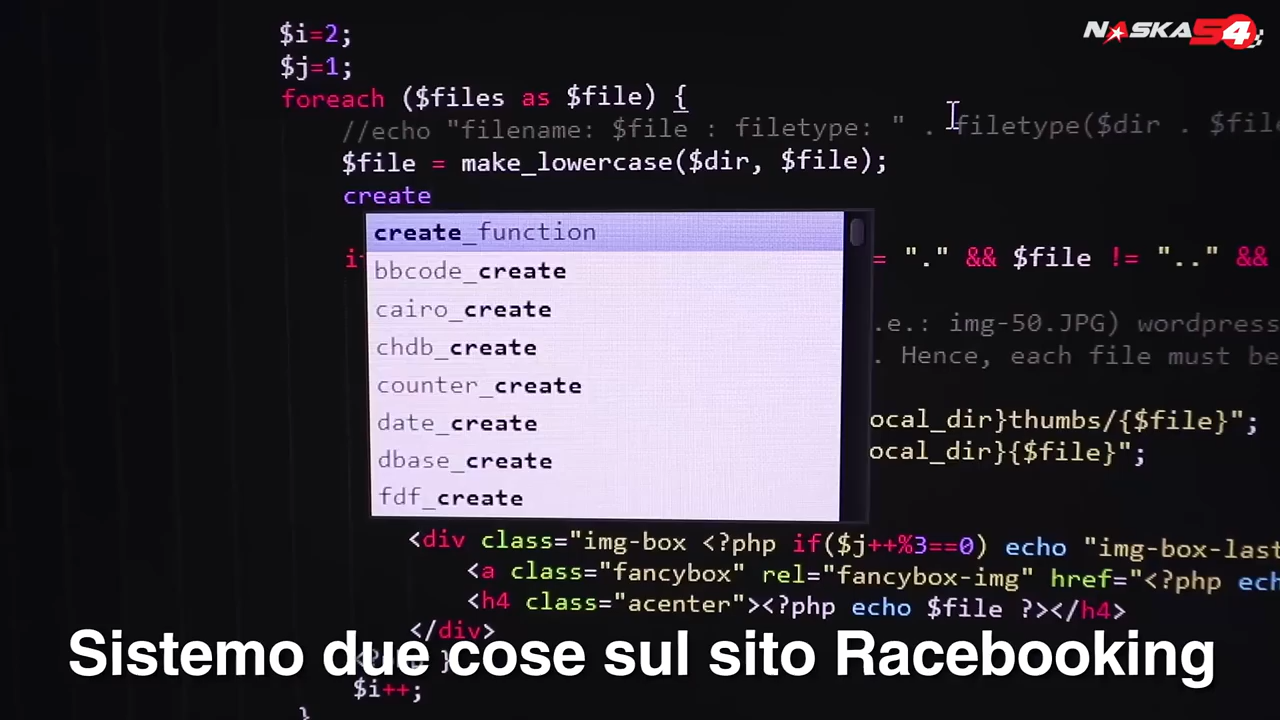 NASKA54
$i=2;
$j=1;
foreach ($files as $file) {
//echo "filename: $file : filetype: " . filetype($dir . $fil
$file = make_lowercase($dir, $file);
create
create_function
= "." && $file != ".." &&
bbcode_create
cairo_create
.e.: img-50.JPG) wordpress
chdb_create
. Hence, each file must be
counter_create
date_create
ocal_dir}thumbs/{$file}";
dbase_create
ocal_dir}{$file}";
fdf_create
<div class="img-box <?php if($j++%3==0) echo "img-box-last
<a class="fancybox" rel="fancybox-img" href="<?php ech
<h4 class="acenter"><?php echo $file ?></h4>
</div>
Sistemo due cose sul sito Racebooking
$i++;
}